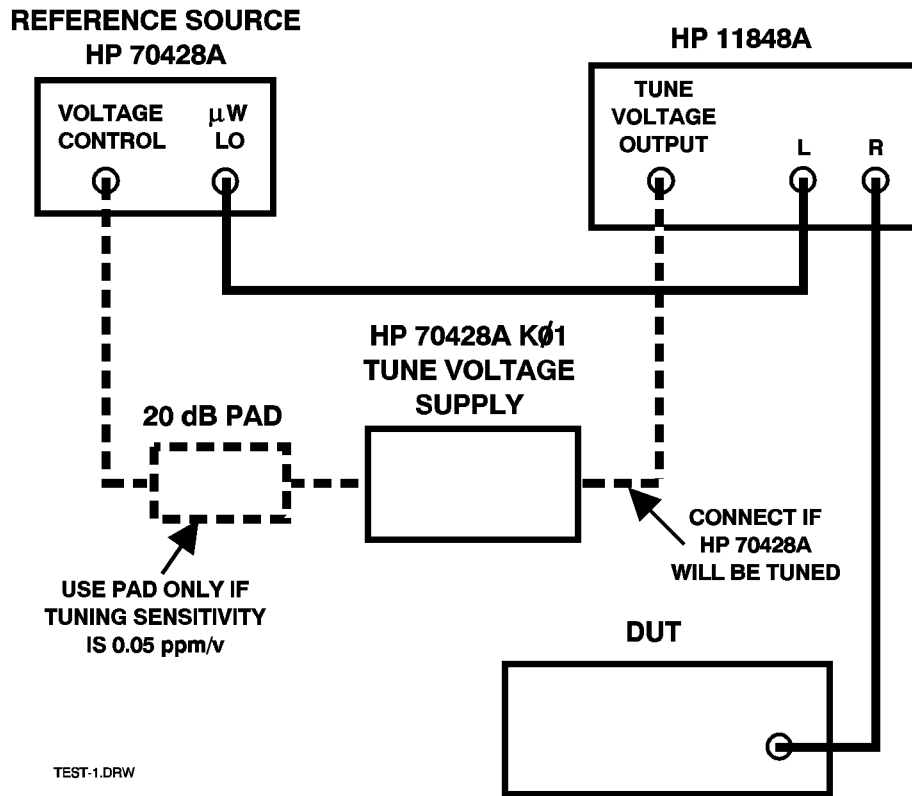 REFERENCE SOURCE
HP 70428A
HP 11848A
VOLTAGE
CONTROL
µW
LO
TUNE
VOLTAGE
OUTPUT
L
R
HP 70428A KØ1
TUNE VOLTAGE
SUPPLY
20 dB PAD
CONNECT IF
HP 70428A
WILL BE TUNED
USE PAD ONLY IF
TUNING SENSITIVITY
IS 0.05 ppm/v
DUT
TEST-1.DRW